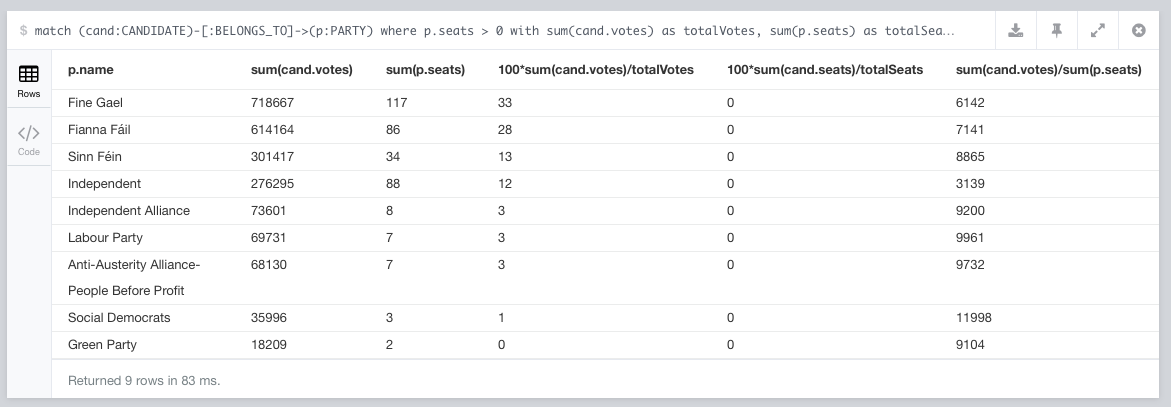 $ match (cand:CANDIDATE)-[:BELONGS_TO]->(p:PARTY) where p.seats > 0 with sum(cand.votes) as totalVotes, sum(p.seats) as totalSea…
Rows
Code
p.name sum(cand.votes) sum(p.seats) 100*sum(cand.votes)/totalVotes 100*sum(cand.seats)/totalSeats sum(cand.votes)/sum(p.seats)
Fine Gael 718667 117 33 0 6142
Fianna Fáil 614164 86 28 0 7141
Sinn Féin 301417 34 13 0 8865
Independent 276295 88 12 0 3139
Independent Alliance 73601 8 3 0 9200
Labour Party 69731 7 3 0 9961
Anti-Austerity Alliance- 68130 7 3 0 9732
People Before Profit
Social Democrats 35996 3 1 0 11998
Green Party 18209 2 0 0 9104
Returned 9 rows in 83 ms.